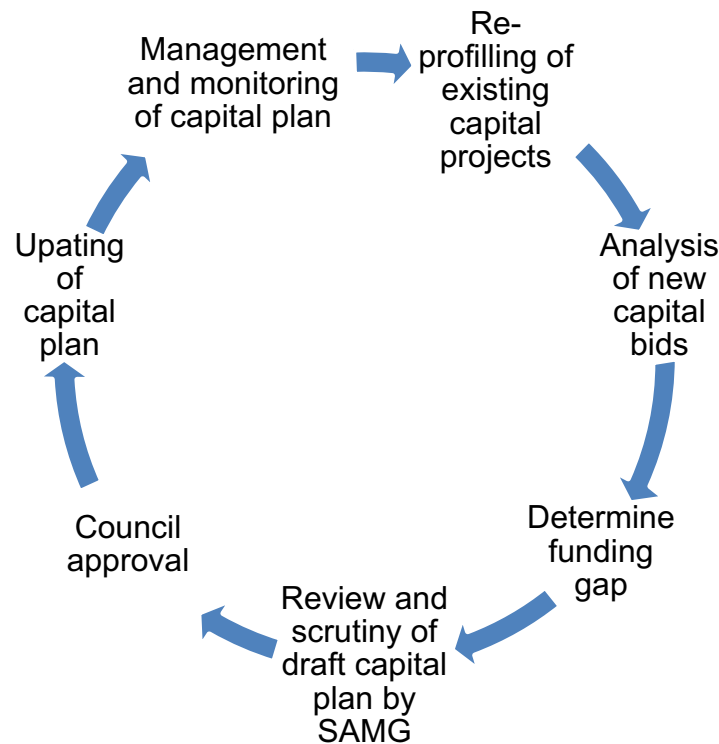 Management
and monitoring
of capital plan
Re-
profilling of
existing
capital
projects
Analysis
of new
capital
bids
Determine
funding
gap
Review and
scrutiny of
draft capital
plan by
SAMG
Council
approval
Upating
of
capital
plan